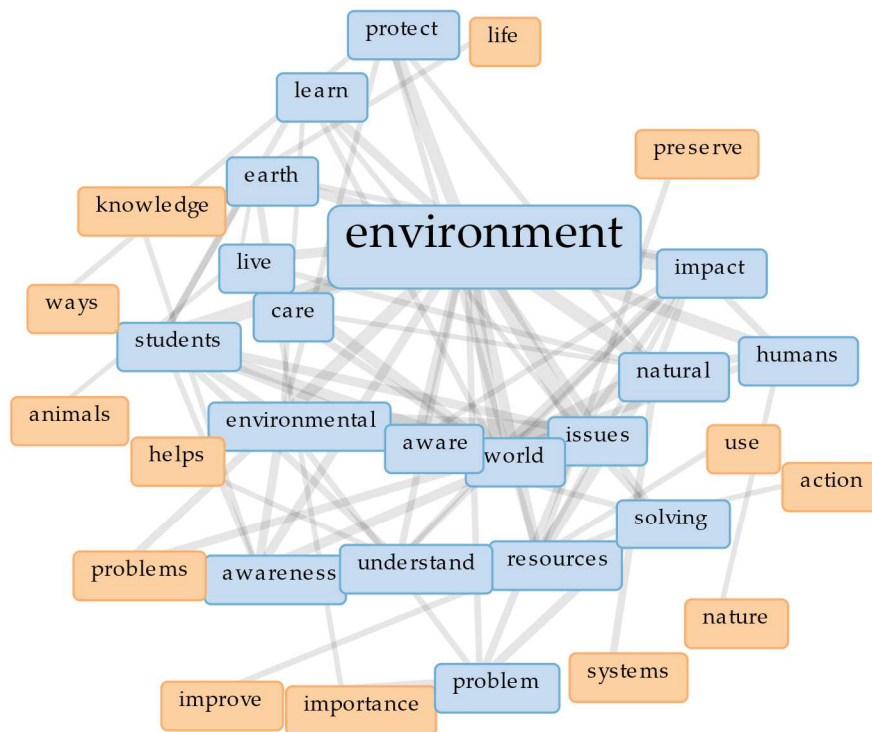 protect
life
learn
preserve
earth
knowledge
environment
live
impact
ways
care
students
humans
natural
animals
environmental
issues
aware
use
helps
world
action
solving
resources
understand
problems
awareness
nature
systems
problem
improve
importance